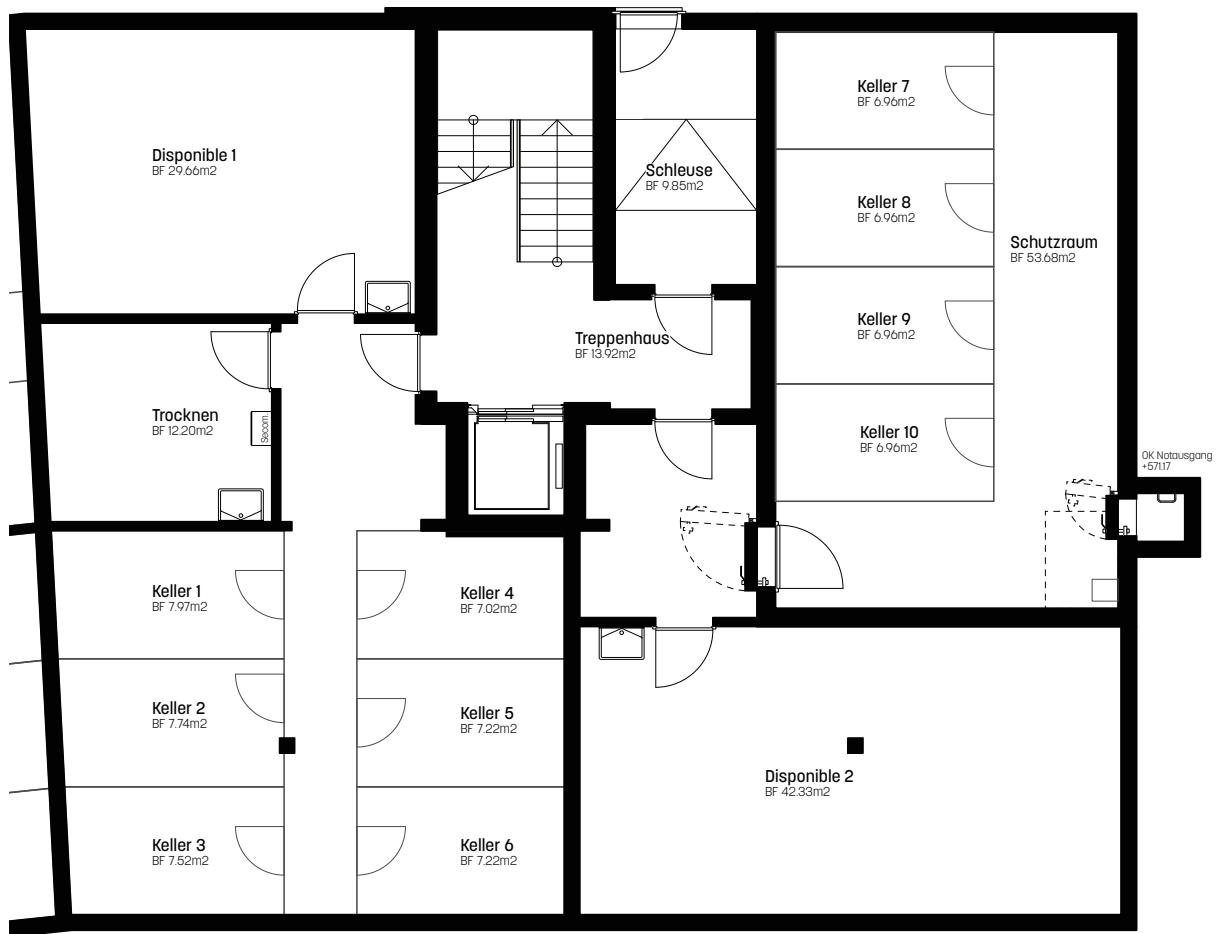 Disponible 1
BF 29.66m2
Schleuse
BF 9.85m2
Keller 7
BF 6.96m2
Keller 8
BF 6.96m2
Schutzraum
BF 53.68m2
Keller 9
BF 6.96m2
Treppenhaus
BF 13.92m2
Trocknen
BF 12.20m2
Secom.
Keller 10
BF 6.96m2
OK Notausgang
+571.17
Keller 1
BF 7.97m2
Keller 4
BF 7.02m2
Keller 2
BF 7.74m2
Keller 5
BF 7.22m2
Disponible 2
BF 42.33m2
Keller 3
BF 7.52m2
Keller 6
BF 7.22m2